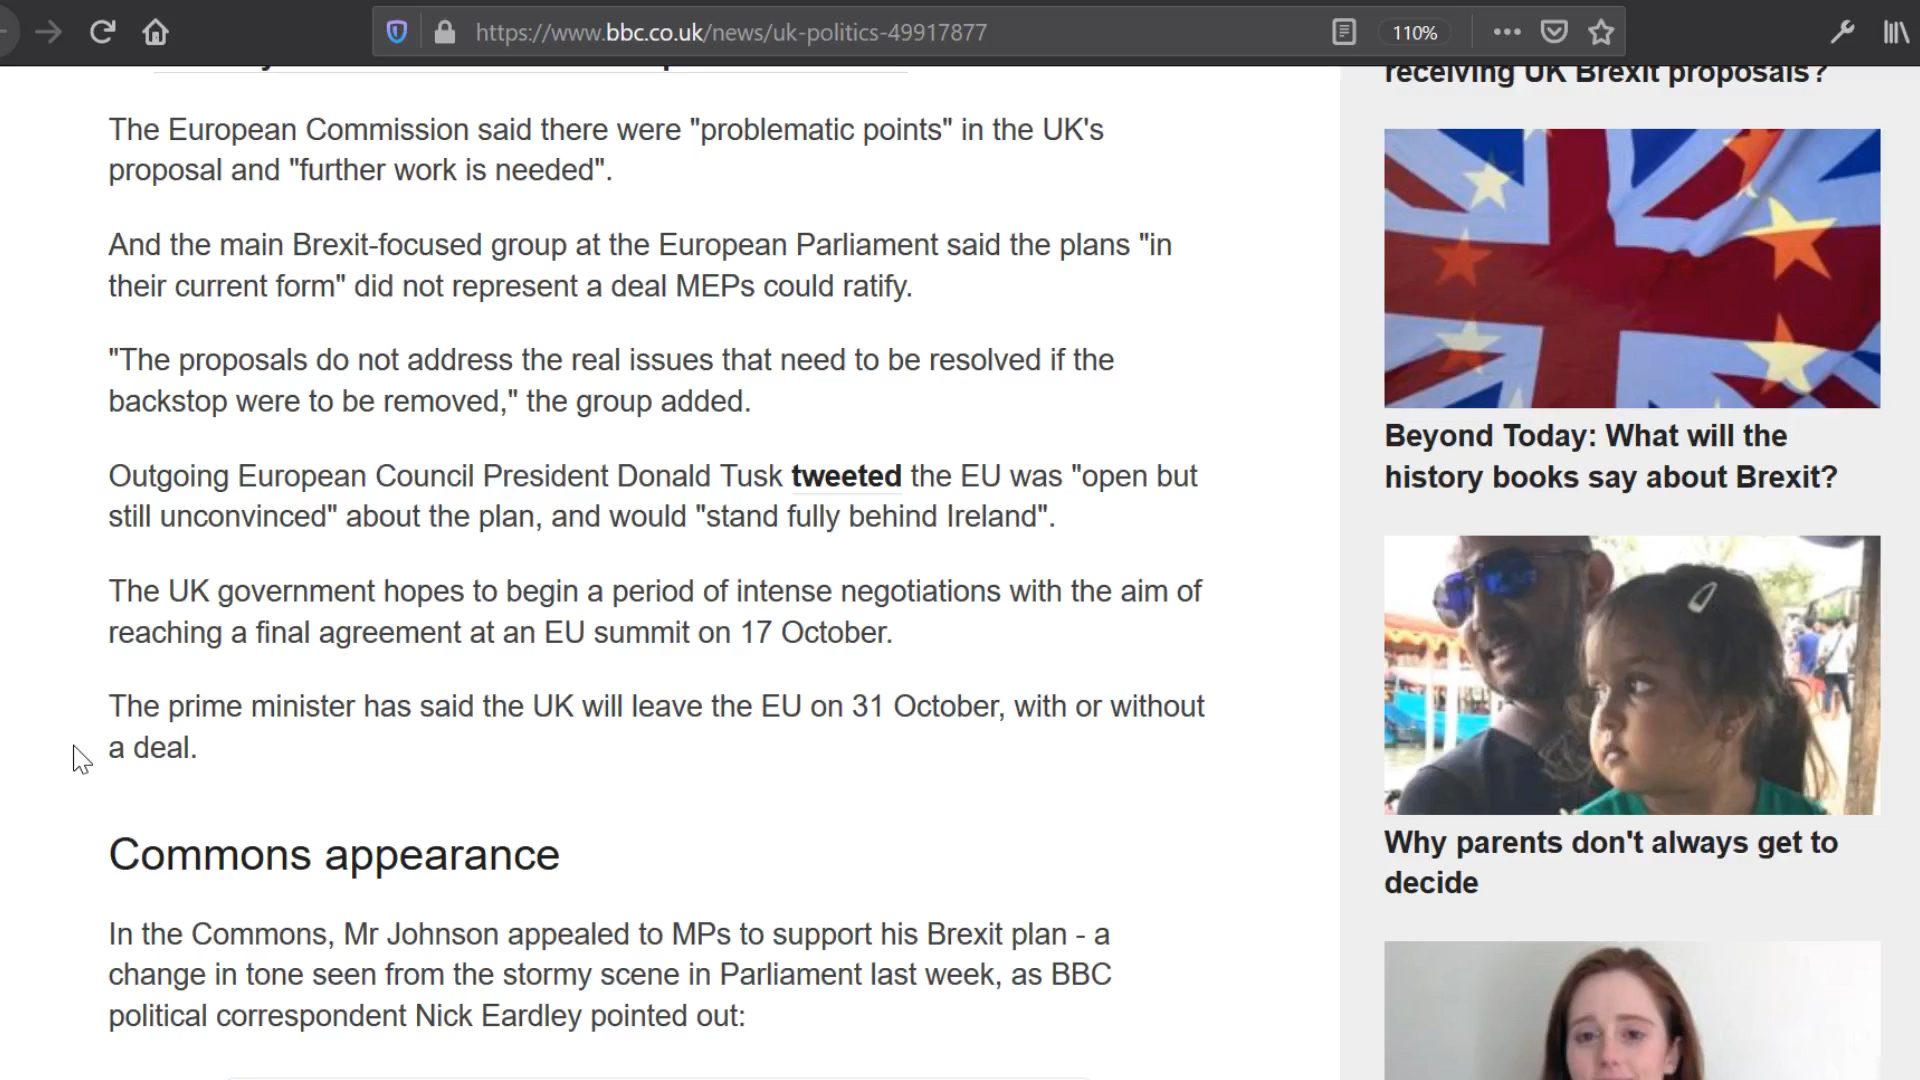 https://www.bbc.co.uk/news/uk-politics-49917877
110%
The European Commission said there were "problematic points" in the UK's
proposal and "further work is needed".
And the main Brexit-focused group at the European Parliament said the plans "in
their current form" did not represent a deal MEPs could ratify.
"The proposals do not address the real issues that need to be resolved if the
backstop were to be removed," the group added.
Outgoing European Council President Donald Tusk tweeted the EU was "open but
still unconvinced" about the plan, and would "stand fully behind Ireland".
The UK government hopes to begin a period of intense negotiations with the aim of
reaching a final agreement at an EU summit on 17 October.
The prime minister has said the UK will leave the EU on 31 October, with or without
a deal.
Commons appearance
In the Commons, Mr Johnson appealed to MPs to support his Brexit plan - a
change in tone seen from the stormy scene in Parliament last week, as BBC
political correspondent Nick Eardley pointed out:
receiving UK Brexit proposals?
Beyond Today: What will the
history books say about Brexit?
Why parents don't always get to
decide